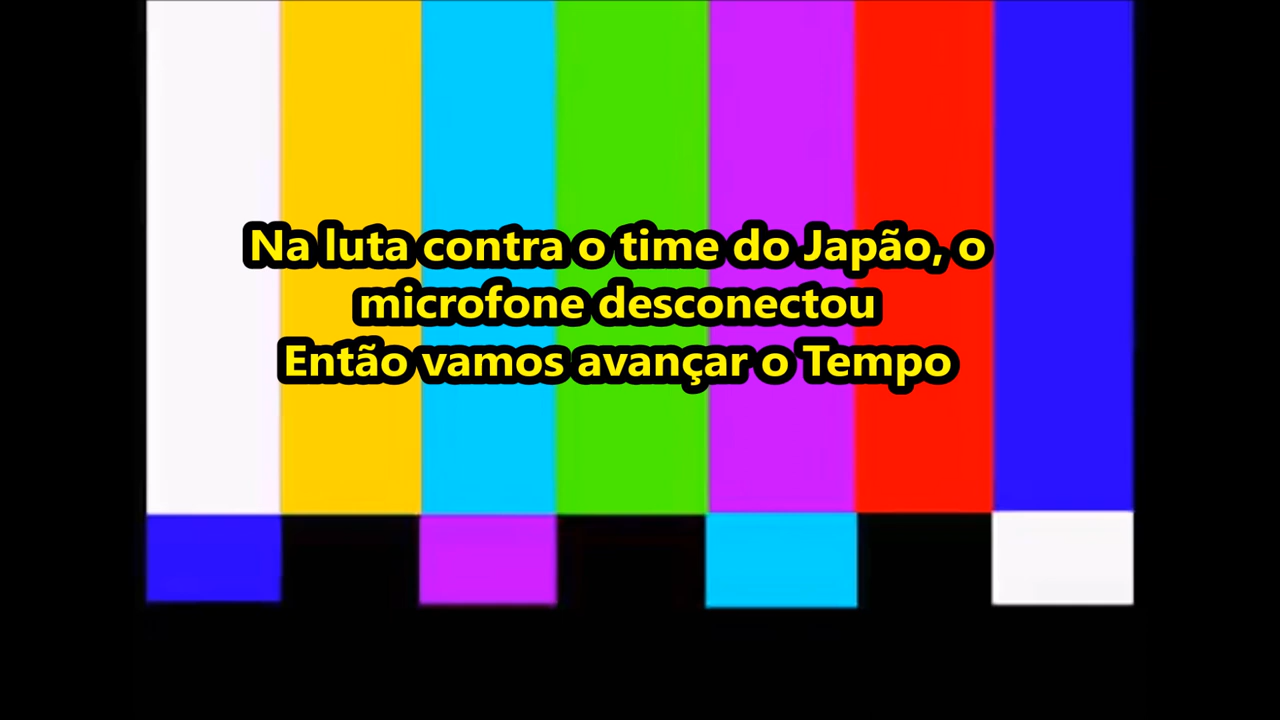 Na luta contra o time do Japão, o
microfone desconectou
Então vamos avançar o Tempo